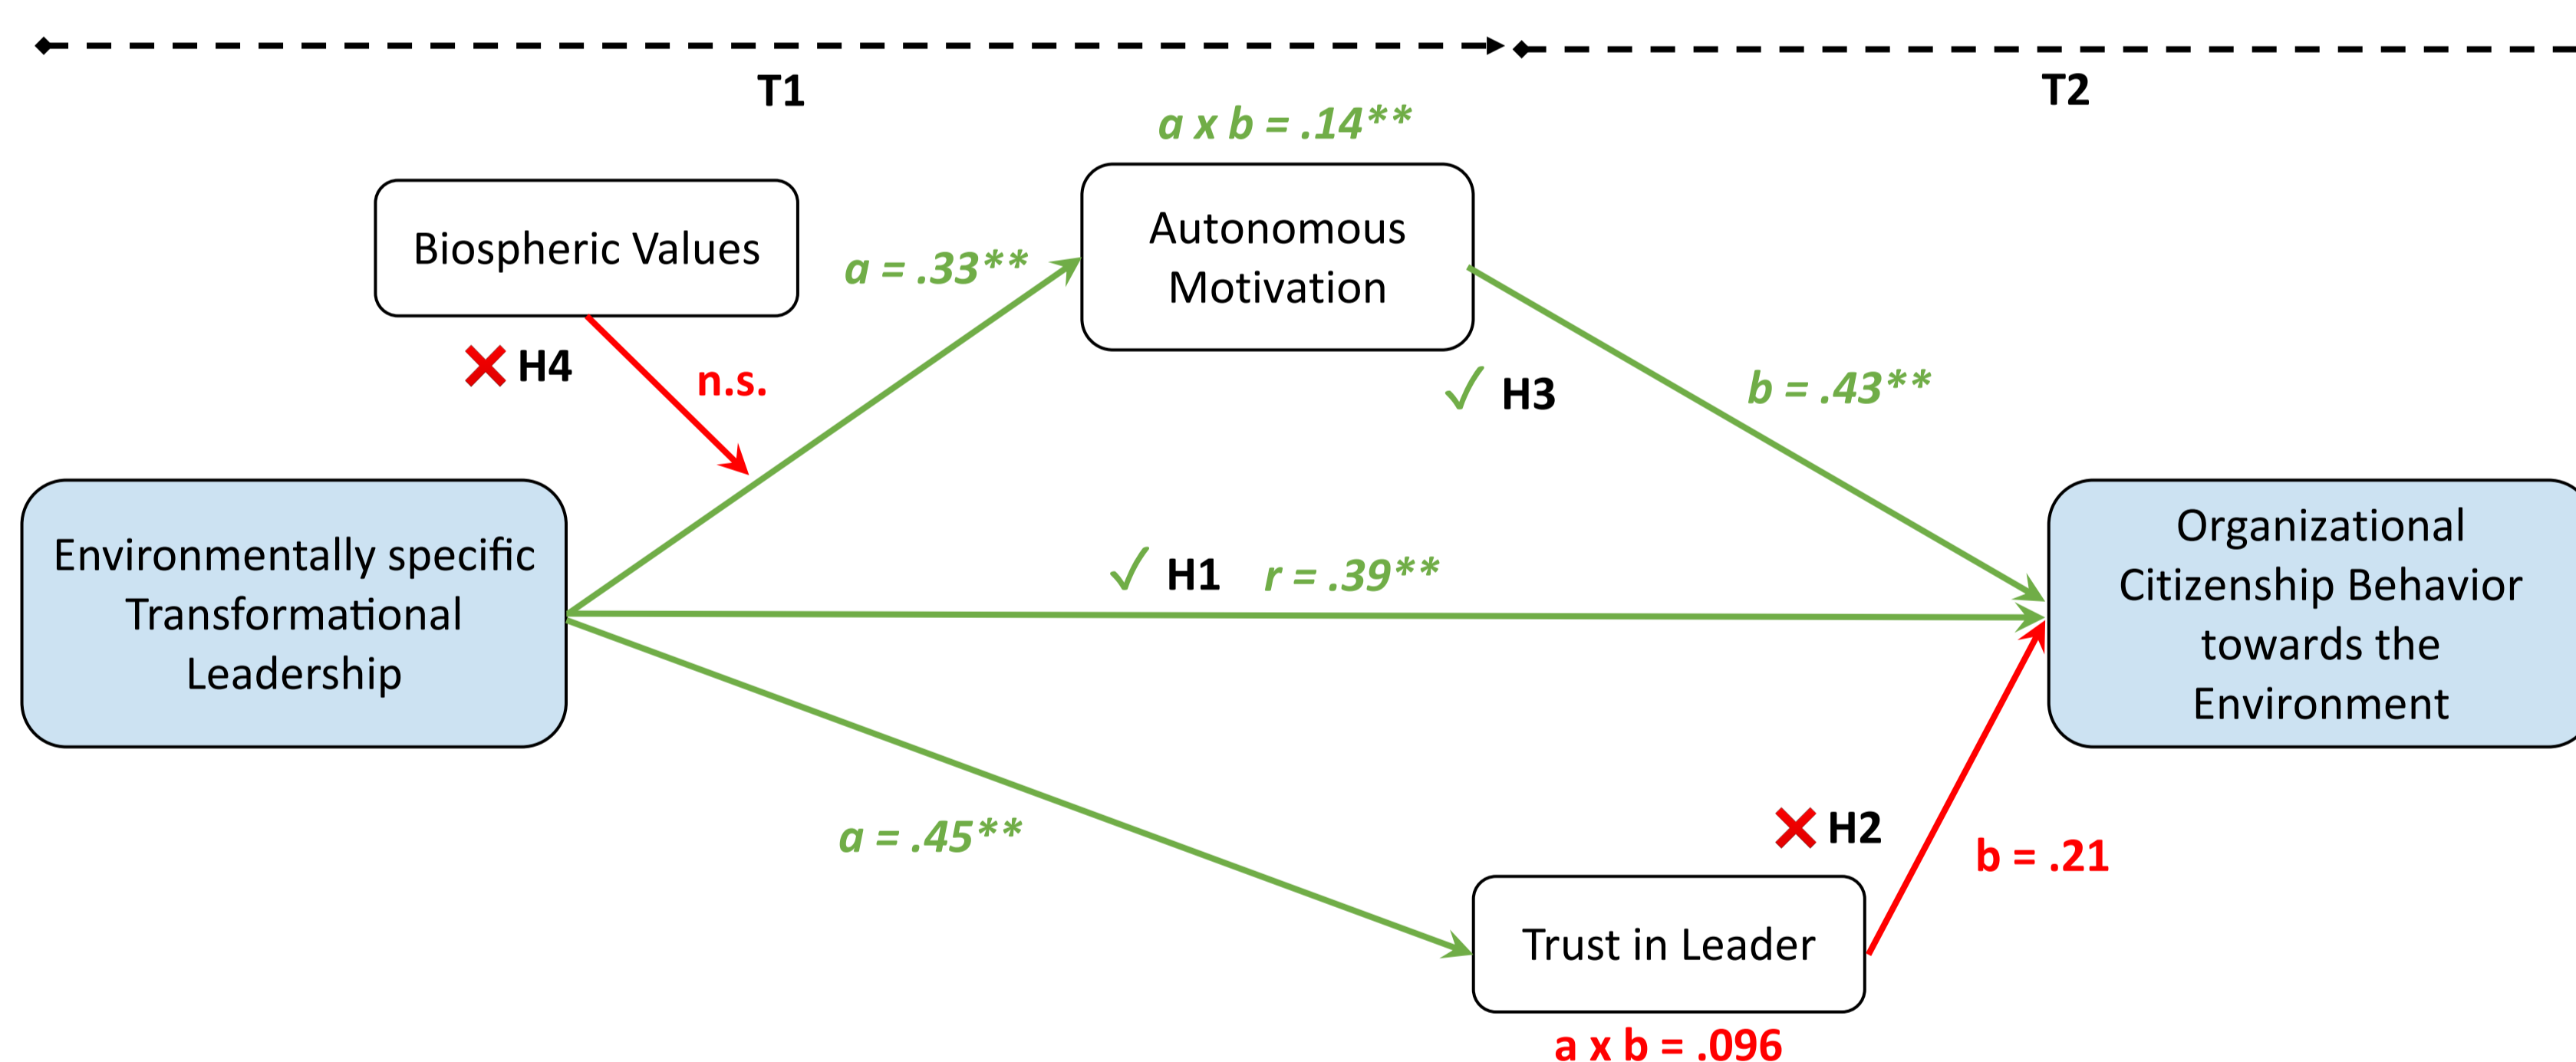 T1
T2
a x b = .14**
Biospheric Values
Autonomous
Motivation
a = .33**
H4
n.s.
✓ H3
b = .43**
Environmentally specific
Transformational
Leadership
✓ H1 r = .39**
Organizational
Citizenship Behavior
towards the
Environment
a = .45**
H2
b = .21
Trust in Leader
a x b = .096